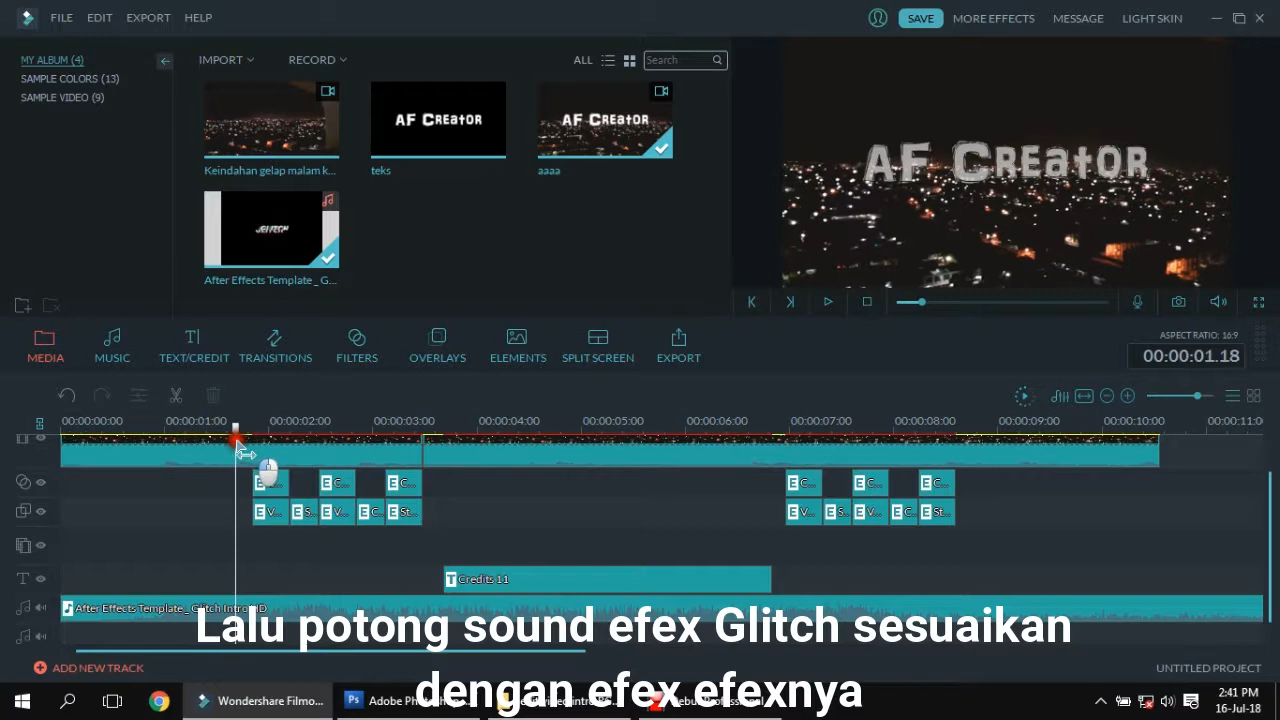 FILE EDIT EXPORT HELP
SAVE MORE EFFECTS MESSAGE LIGHT SKIN
MY ALBUM (4)
SAMPLE COLORS (13)
SAMPLE VIDEO (9)
IMPORT RECORD ALL Search
AF Creator
AF Creator
Keindahan gelap malam k... teks aaaa
After Effects Template _ G...
AF Creator
MEDIA MUSIC TEXT/CREDIT TRANSITIONS FILTERS OVERLAYS ELEMENTS SPLIT SCREEN EXPORT
ASPECT RATIO: 16:9
00:00:01.18
00:00:00:00 00:00:01:00 00:00:02:00 00:00:03:00 00:00:04:00 00:00:05:00 00:00:06:00 00:00:07:00 00:00:08:00 00:00:09:00 00:00:10:00 00:00:11:0
E E C... E C... E C... E C... E C...
E V... E S... E V... E C... E St... E V... E S... E V... E C... E St...
T Credits 11
After Effects Template _ Glitch Intro HD
Lalu potong sound efex Glitch sesuaikan
dengan efex efexnya
ADD NEW TRACK UNTITLED PROJECT
Wondershare Filmo...
Adobe Photoshop
2:41 PM
16-Jul-18